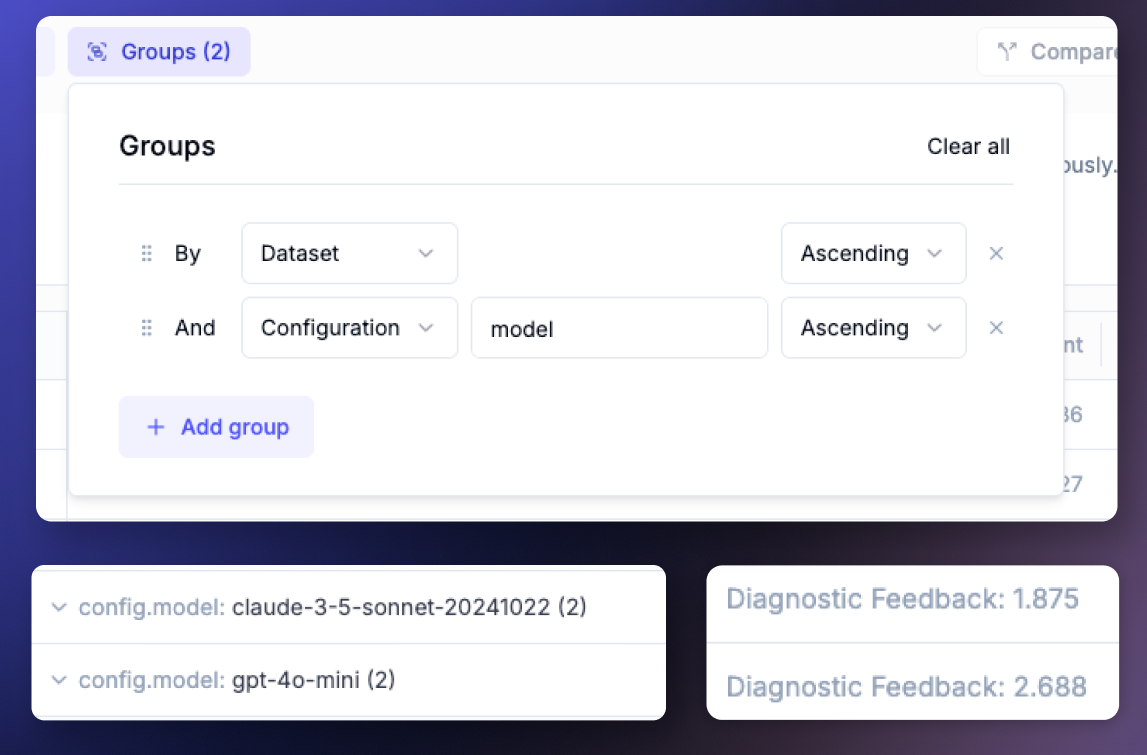 Groups (2)
Compare
Groups
Clear all
By
Dataset
Ascending
And
Configuration
model
Ascending
Add group
ously.
nt
36
27
config.model: claude-3-5-sonnet-20241022 (2)
config.model: gpt-4o-mini (2)
Diagnostic Feedback: 1.875
Diagnostic Feedback: 2.688